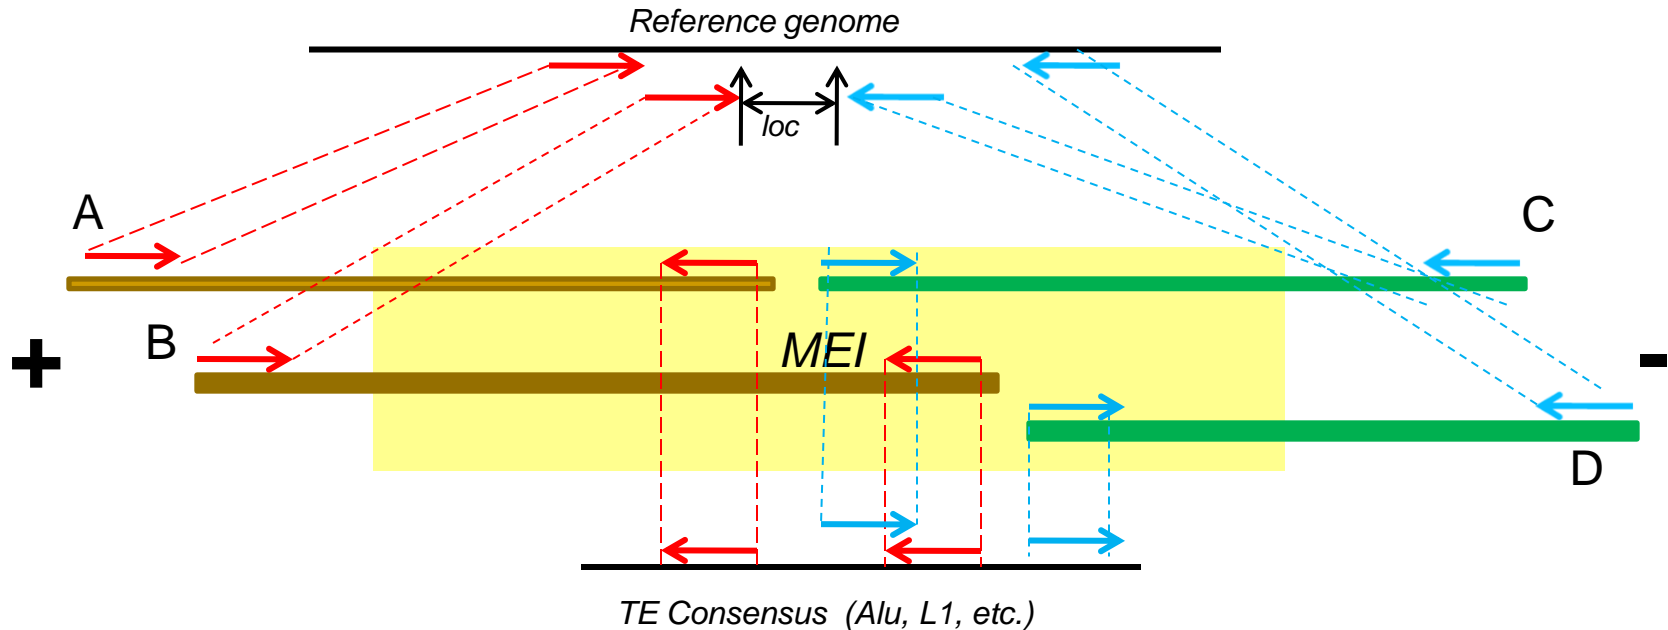 Reference genome
loc
A
C
+
B
MEI
-
D
TE Consensus (Alu, L1, etc.)